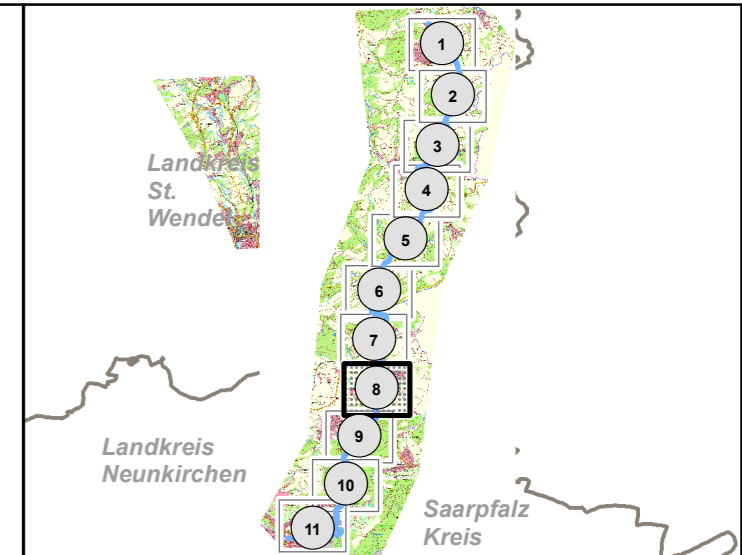 1
2
Landkreis
St.
Wendel
3
4
5
6
7
8
9
Landkreis
Neunkirchen
10
Saarpfalz
Kreis
11